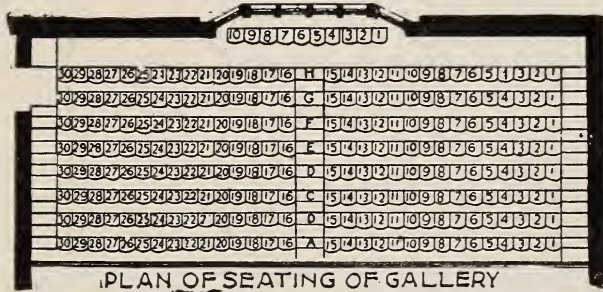 10 9 8 7 6 5 4 3 2 1
30 29 28 27 26 25 24 23 22 21 20 19 18 17 16 H 15 14 13 12 11 10 9 8 7 6 5 4 3 2 1
30 29 28 27 26 25 24 23 22 21 20 19 18 17 16 G 15 14 13 12 11 10 9 8 7 6 5 4 3 2 1
30 29 28 27 26 25 24 23 22 21 20 19 18 17 16 F 15 14 13 12 11 10 9 8 7 6 5 4 3 2 1
30 29 28 27 26 25 24 23 22 21 20 19 18 17 16 E 15 14 13 12 11 10 9 8 7 6 5 4 3 2 1
30 29 28 27 26 25 24 23 22 21 20 19 18 17 16 D 15 14 13 12 11 10 9 8 7 6 5 4 3 2 1
30 29 28 27 26 25 24 23 22 21 20 19 18 17 16 C 15 14 13 12 11 10 9 8 7 6 5 4 3 2 1
30 29 28 27 26 25 24 23 22 2 20 19 18 17 16 D 15 14 13 12 11 10 9 8 7 6 5 4 3 2 1
30 29 28 27 26 25 24 23 22 21 20 19 18 17 16 A 15 14 13 12 11 10 9 8 7 6 5 4 3 2 1
PLAN OF SEATING OF GALLERY